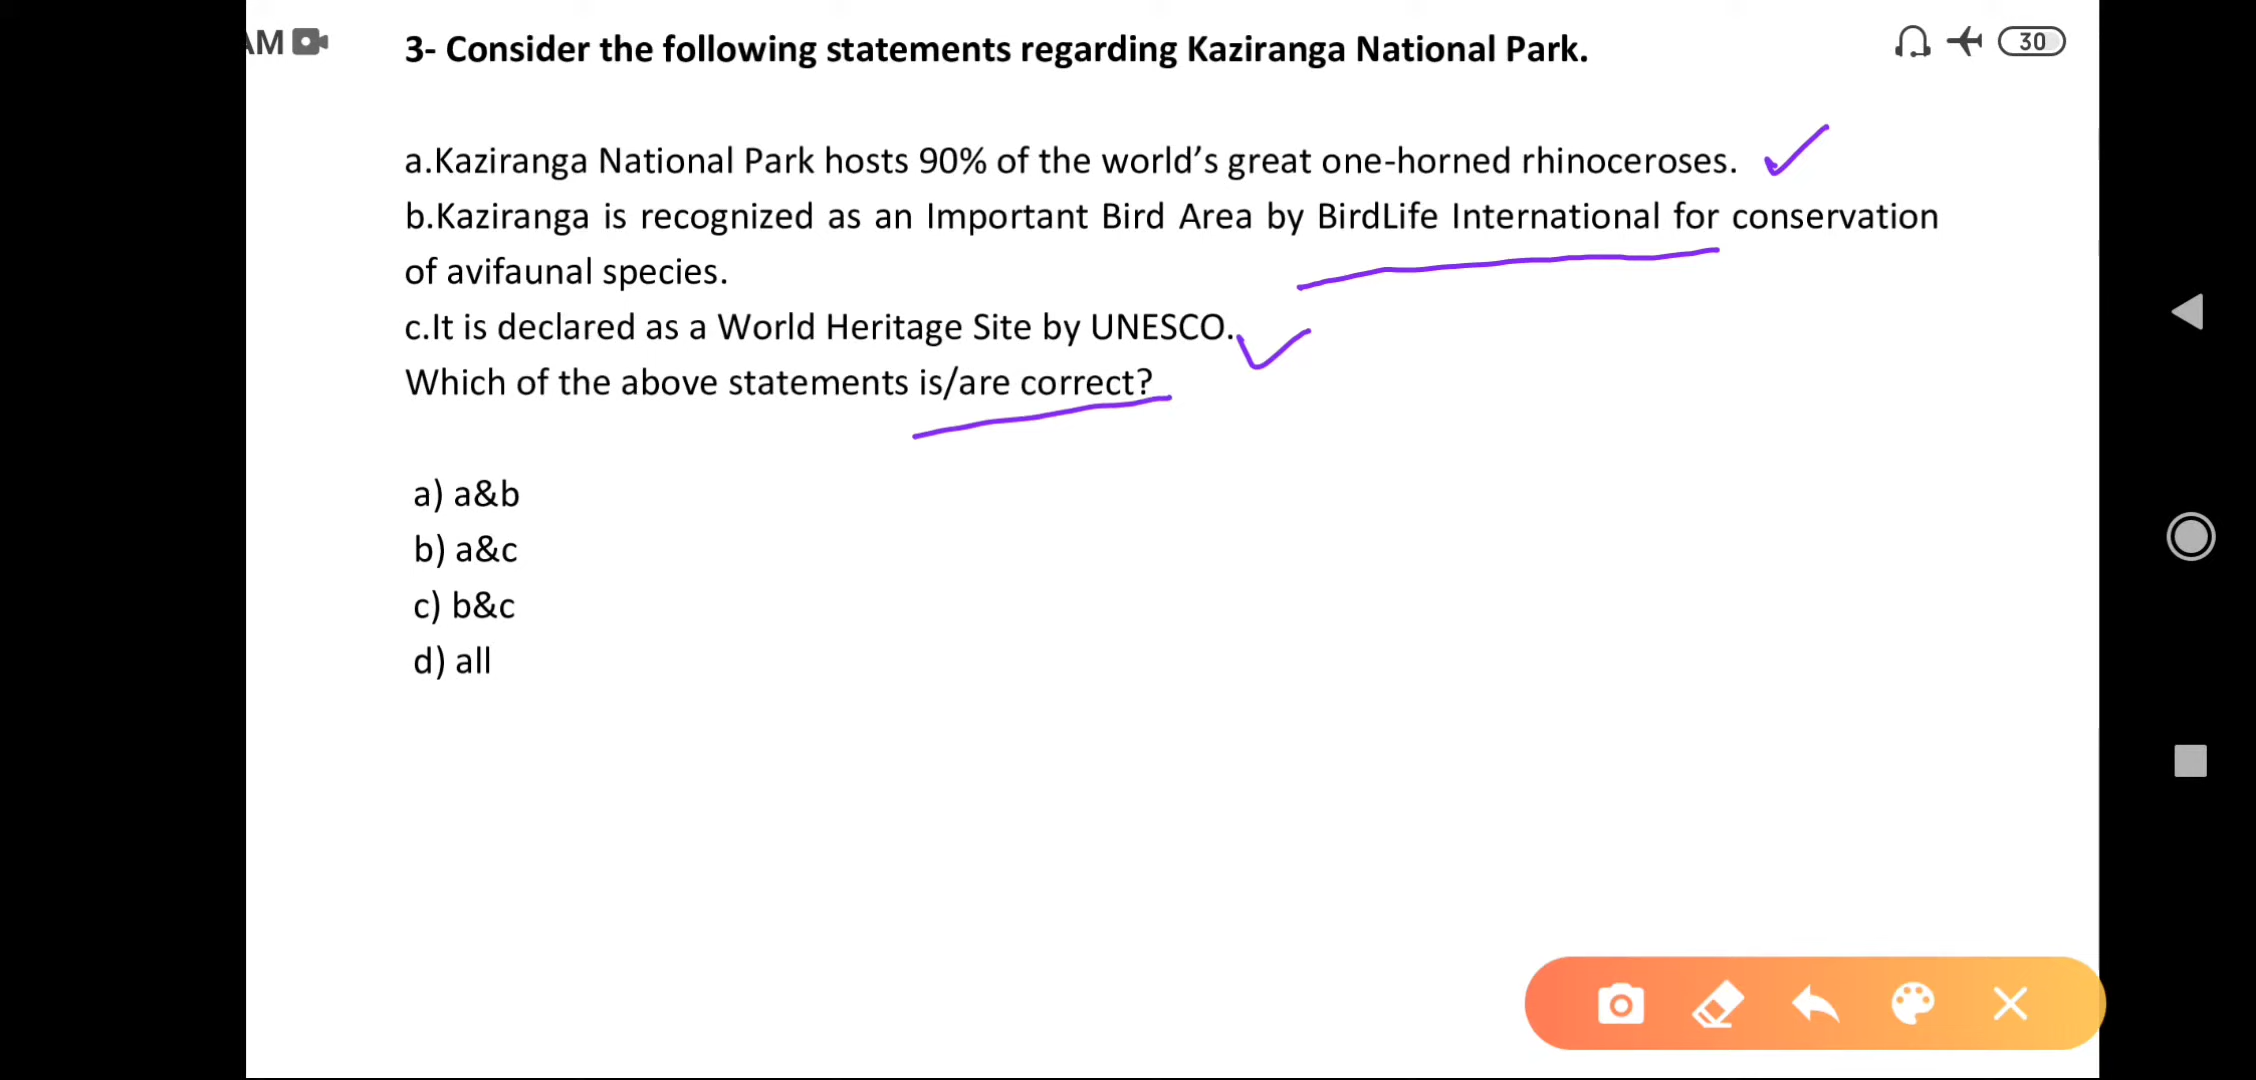 AM
30
3- Consider the following statements regarding Kaziranga National Park.
a.Kaziranga National Park hosts 90% of the world’s great one-horned rhinoceroses.
b.Kaziranga is recognized as an Important Bird Area by BirdLife International for conservation
of avifaunal species.
c.It is declared as a World Heritage Site by UNESCO.
Which of the above statements is/are correct?
a) a&b
b) a&c
c) b&c
d) all